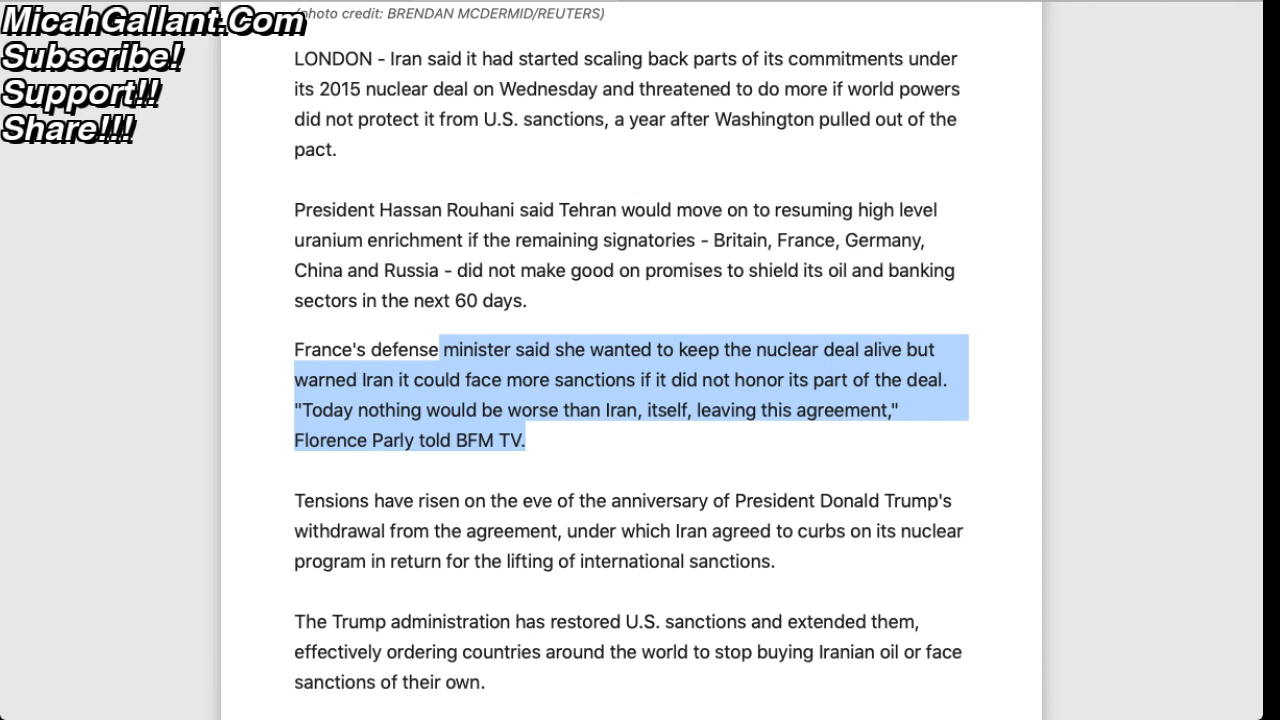 MicahGallant.Com
Subscribe!
Support!!
Share!!!
(photo credit: BRENDAN MCDERMID/REUTERS)
LONDON - Iran said it had started scaling back parts of its commitments under
its 2015 nuclear deal on Wednesday and threatened to do more if world powers
did not protect it from U.S. sanctions, a year after Washington pulled out of the
pact.
President Hassan Rouhani said Tehran would move on to resuming high level
uranium enrichment if the remaining signatories - Britain, France, Germany,
China and Russia - did not make good on promises to shield its oil and banking
sectors in the next 60 days.
France's defense minister said she wanted to keep the nuclear deal alive but
warned Iran it could face more sanctions if it did not honor its part of the deal.
"Today nothing would be worse than Iran, itself, leaving this agreement,"
Florence Parly told BFM TV.
Tensions have risen on the eve of the anniversary of President Donald Trump's
withdrawal from the agreement, under which Iran agreed to curbs on its nuclear
program in return for the lifting of international sanctions.
The Trump administration has restored U.S. sanctions and extended them,
effectively ordering countries around the world to stop buying Iranian oil or face
sanctions of their own.